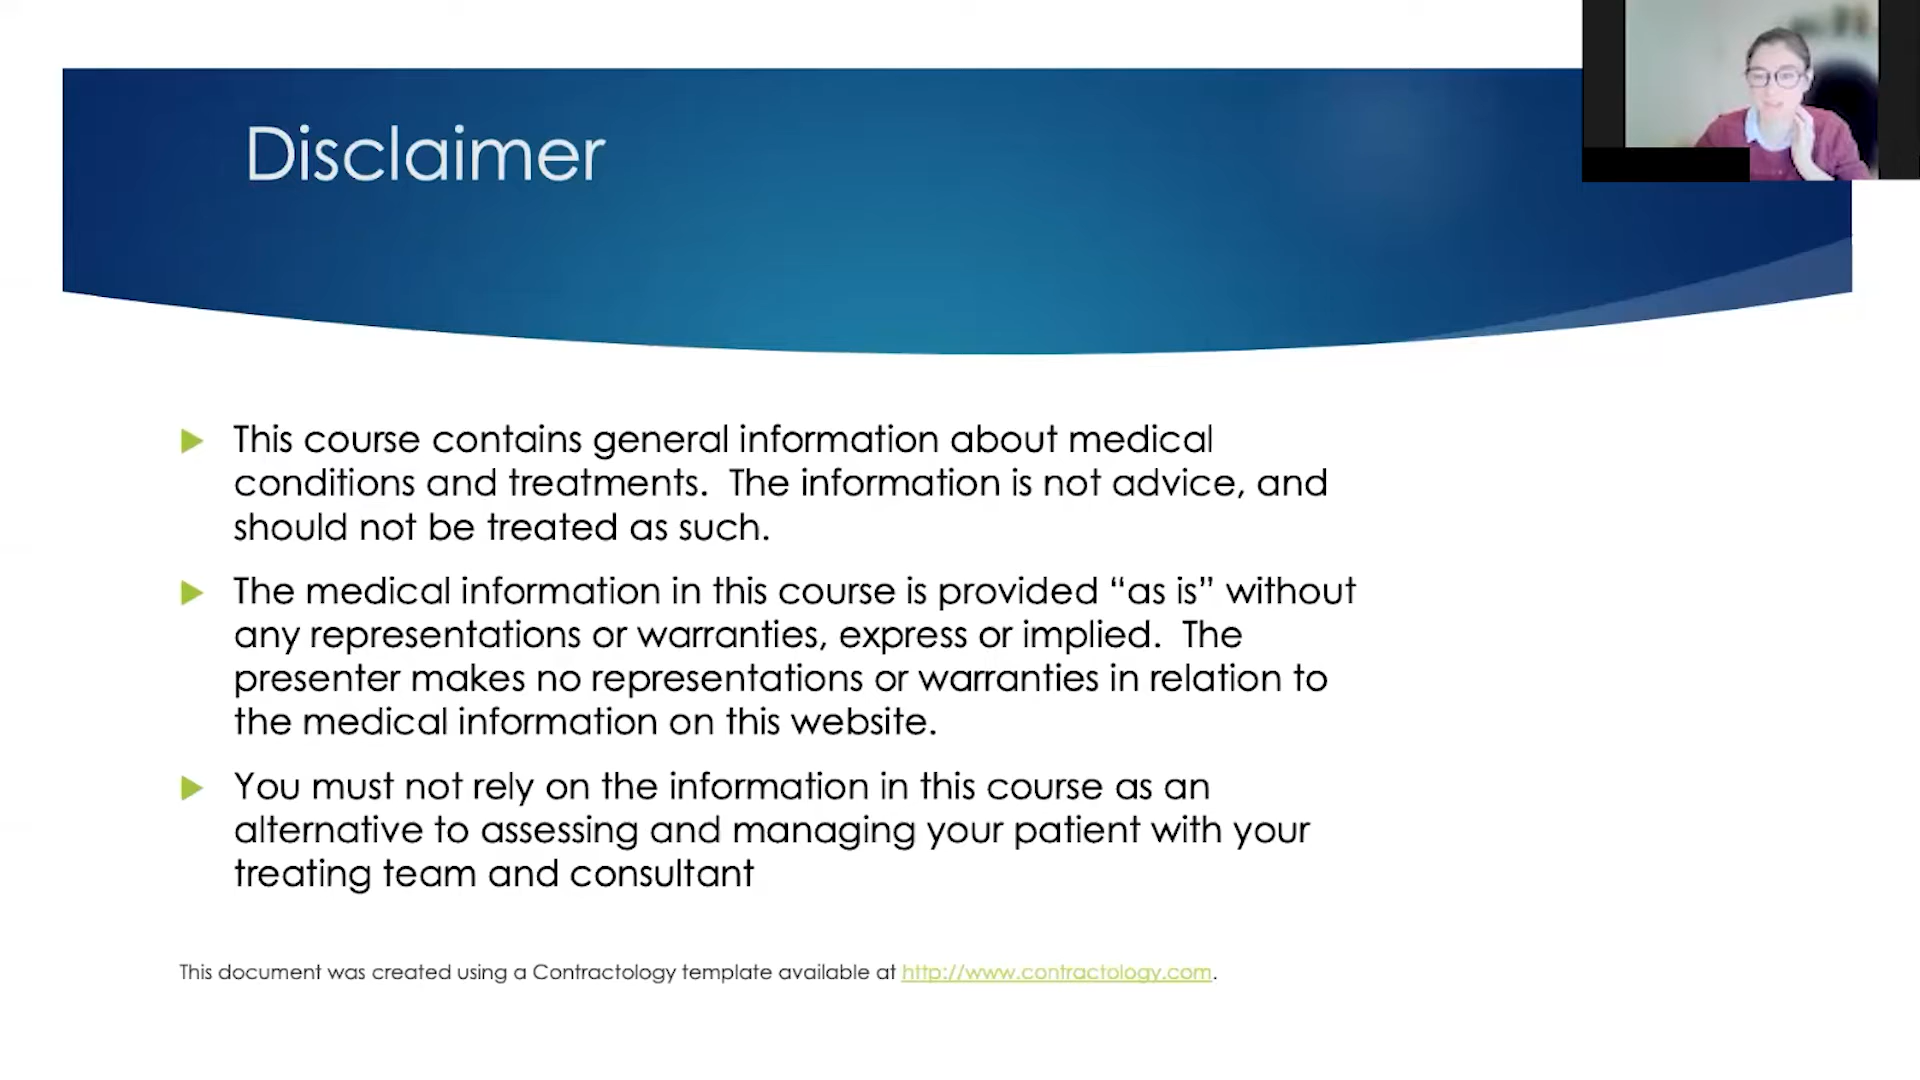 Disclaimer
This course contains general information about medical
conditions and treatments.  The information is not advice, and
should not be treated as such.
The medical information in this course is provided “as is” without
any representations or warranties, express or implied.  The
presenter makes no representations or warranties in relation to
the medical information on this website.
You must not rely on the information in this course as an
alternative to assessing and managing your patient with your
treating team and consultant
This document was created using a Contractology template available at http://www.contractology.com.